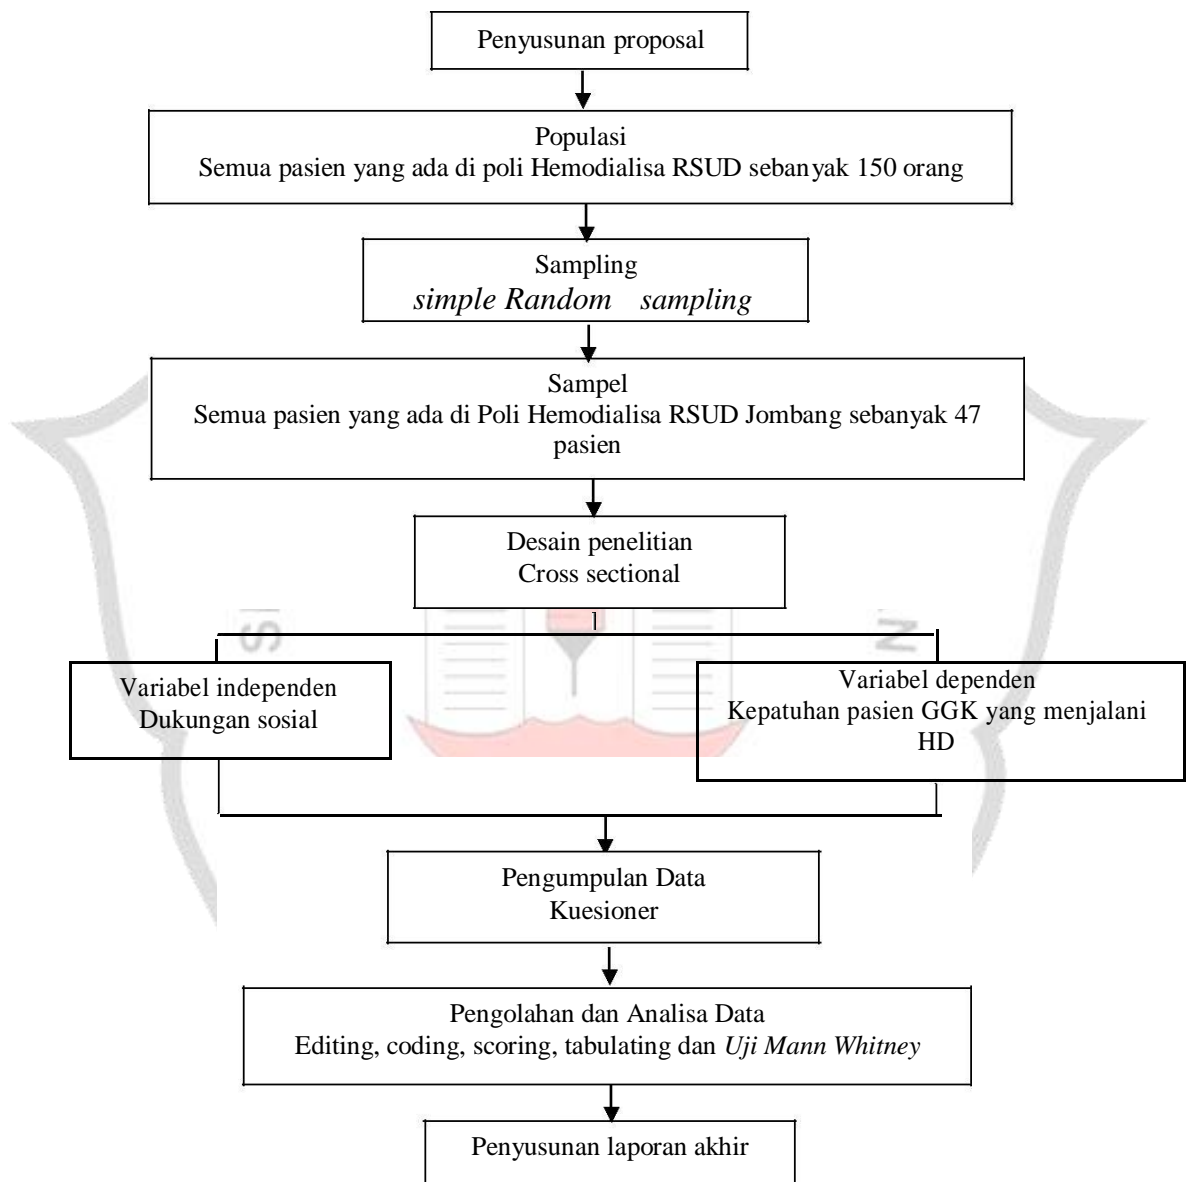 Penyusunan proposal
Populasi
Semua pasien yang ada di poli Hemodialisa RSUD sebanyak 150 orang
Sampling
simple Random sampling
Sampel
Semua pasien yang ada di Poli Hemodialisa RSUD Jombang sebanyak 47
pasien
Desain penelitian
Cross sectional
S
N
Variabel independen
Dukungan sosial
Variabel dependen
Kepatuhan pasien GGK yang menjalani
HD
Pengumpulan Data
Kuesioner
Pengolahan dan Analisa Data
Editing, coding, scoring, tabulating dan Uji Mann Whitney
Penyusunan laporan akhir